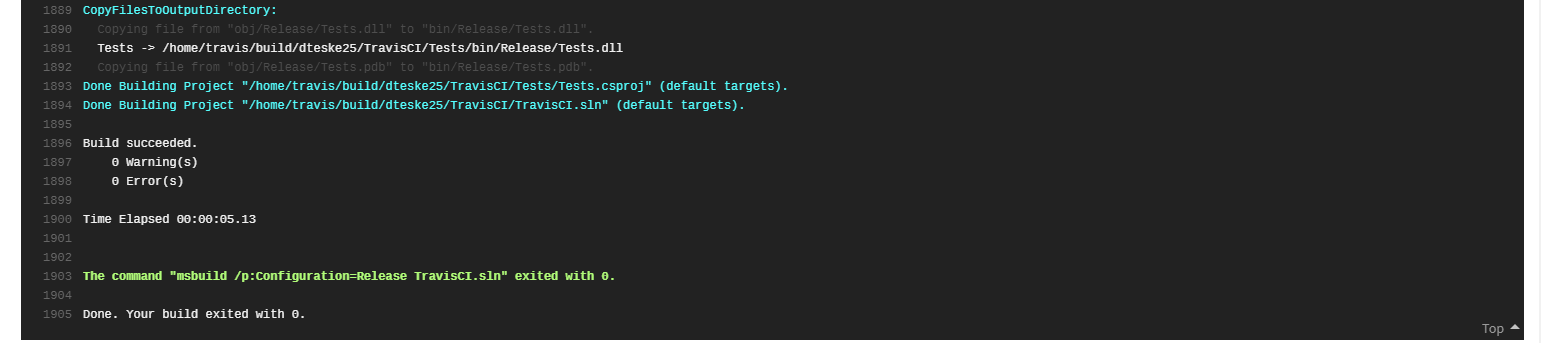 1889 CopyFilesToOutputDirectory:
1890 Copying file from "obj/Release/Tests.dll" to "bin/Release/Tests.dll".
1891 Tests -> /home/travis/build/dteske25/TravisCI/Tests/bin/Release/Tests.dll
1892 Copying file from "obj/Release/Tests.pdb" to "bin/Release/Tests.pdb".
1893 Done Building Project "/home/travis/build/dteske25/TravisCI/Tests/Tests.csproj" (default targets).
1894 Done Building Project "/home/travis/build/dteske25/TravisCI/TravisCI.sln" (default targets).
1895
1896 Build succeeded.
1897 0 Warning(s)
1898 0 Error(s)
1899
1900 Time Elapsed 00:00:05.13
1901
1902
1903 The command "msbuild /p:Configuration=Release TravisCI.sln" exited with 0.
1904
1905 Done. Your build exited with 0.
Top